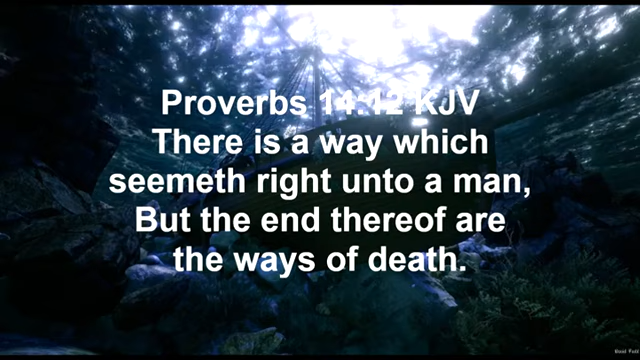 Proverbs 14:12 KJV
There is a way which
seemeth right unto a man,
But the end thereof are
the ways of death.